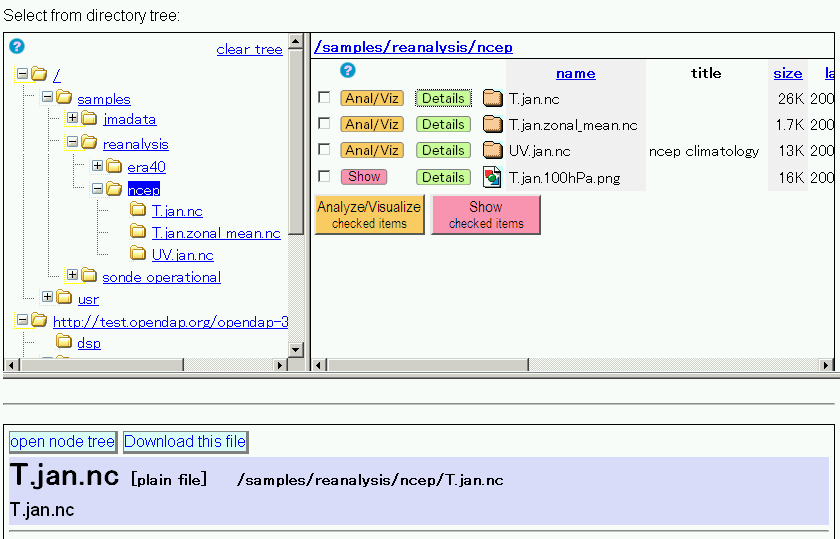 Select from directory tree:
clear tree
/
samples
jmadata
reanalysis
era40
ncep
T.jan.nc
T.jan.zonal_mean.nc
UV.jan.nc
sonde_operational
usr
http://test.opendap.org/opendap-3
dsp
/samples/reanalysis/ncep
name title size la
Anal/Viz Details T.jan.nc 26K 200
Anal/Viz Details T.jan.zonal_mean.nc 1.7K 200
Anal/Viz Details UV.jan.nc ncep climatology 13K 200
Show Details T.jan.100hPa.png 16K 200
Analyze/Visualize
checked items
Show
checked items
open node tree Download this file
T.jan.nc [plain file] /samples/reanalysis/ncep/T.jan.nc
T.jan.nc